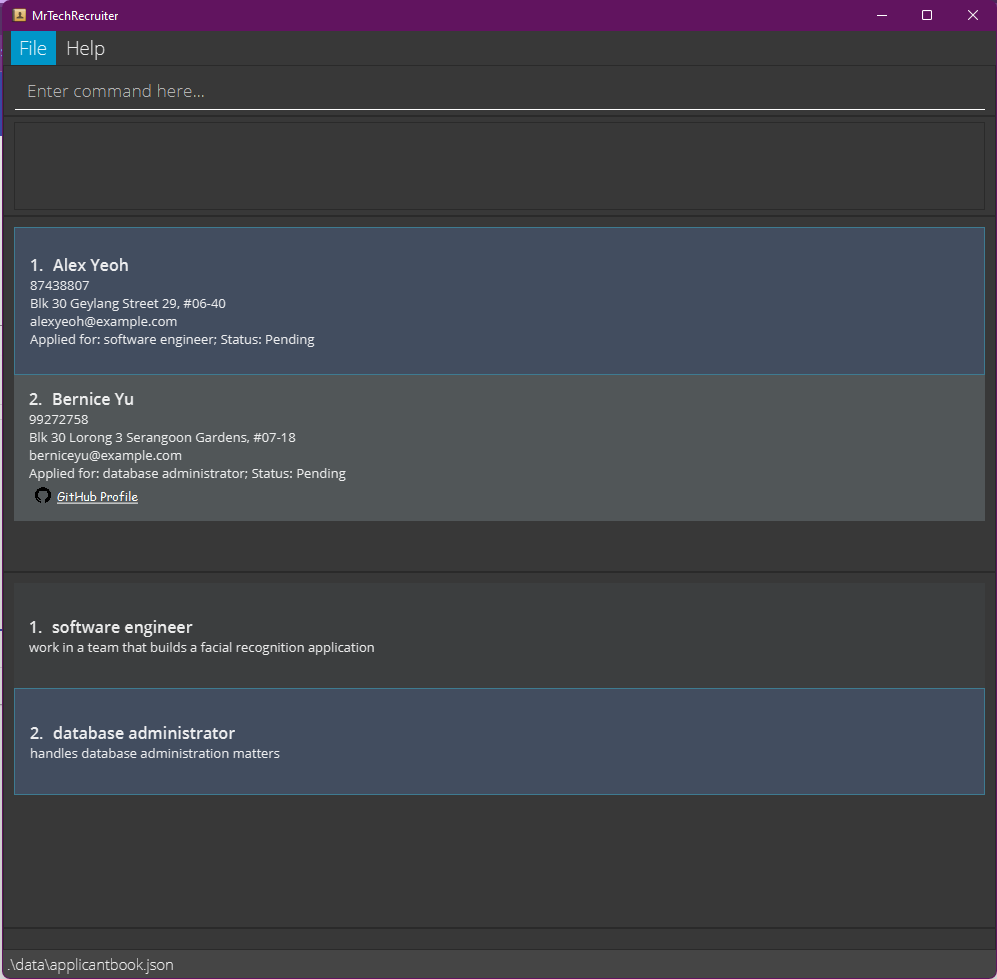 MrTechRecruiter
File Help
Enter command here...
1. Alex Yeoh
87438807
Blk 30 Geylang Street 29, #06-40
alexyeoh@example.com
Applied for: software engineer; Status: Pending
2. Bernice Yu
99272758
Blk 30 Lorong 3 Serangoon Gardens, #07-18
berniceyu@example.com
Applied for: database administrator; Status: Pending
GitHub Profile
1. software engineer
work in a team that builds a facial recognition application
2. database administrator
handles database administration matters
.\data\applicantbook.json